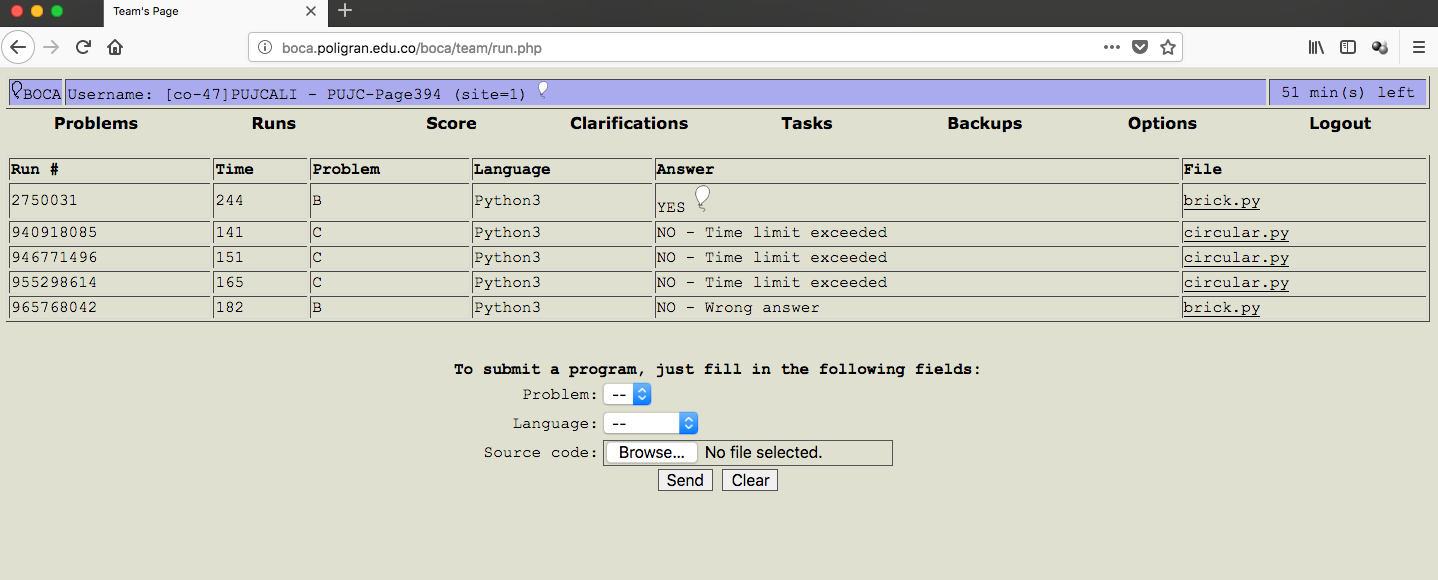 Team's Page
boca.poligran.edu.co/boca/team/run.php
BOCA Username: [co-47]PUJCALI - PUJC-Page394 (site=1) 51 min(s) left
Problems Runs Score Clarifications Tasks Backups Options Logout
Run # Time Problem Language Answer File
2750031 244 B Python3 YES brick.py
940918085 141 C Python3 NO - Time limit exceeded circular.py
946771496 151 C Python3 NO - Time limit exceeded circular.py
955298614 165 C Python3 NO - Time limit exceeded circular.py
965768042 182 B Python3 NO - Wrong answer brick.py
To submit a program, just fill in the following fields:
Problem: --
Language: --
Source code: Browse... No file selected.
Send Clear